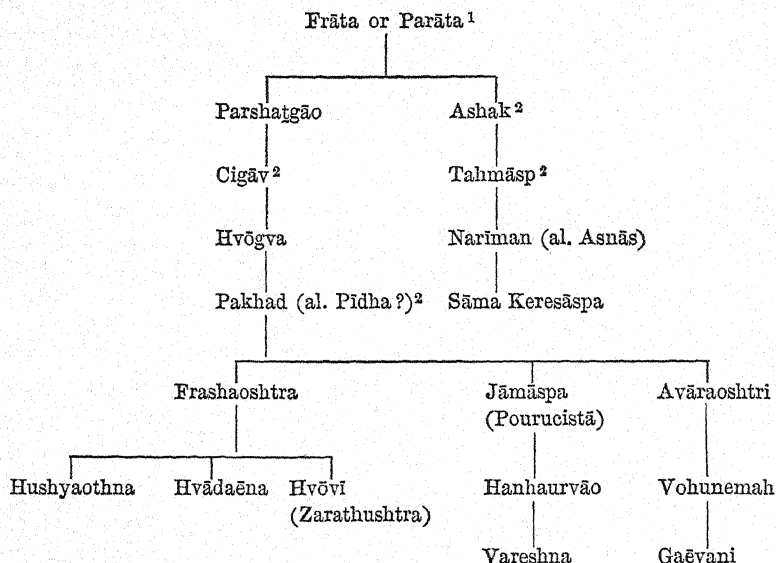 Frāta or Parāta¹
Parshaṯgāo Ashak²
Cigāv² Tahmāsp²
Hvōgva Narīman (al. Asnās)
Pakhad (al. Pīdha?)² Sāma Keresāspa
Frashaoshtra Jāmāspa Avāraoshtri
(Pourucistā)
Hushyaothna Hvādaēna Hvōvī Hanhaurvāo Vohunemah
(Zarathushtra)
Vareshna Gaēvani